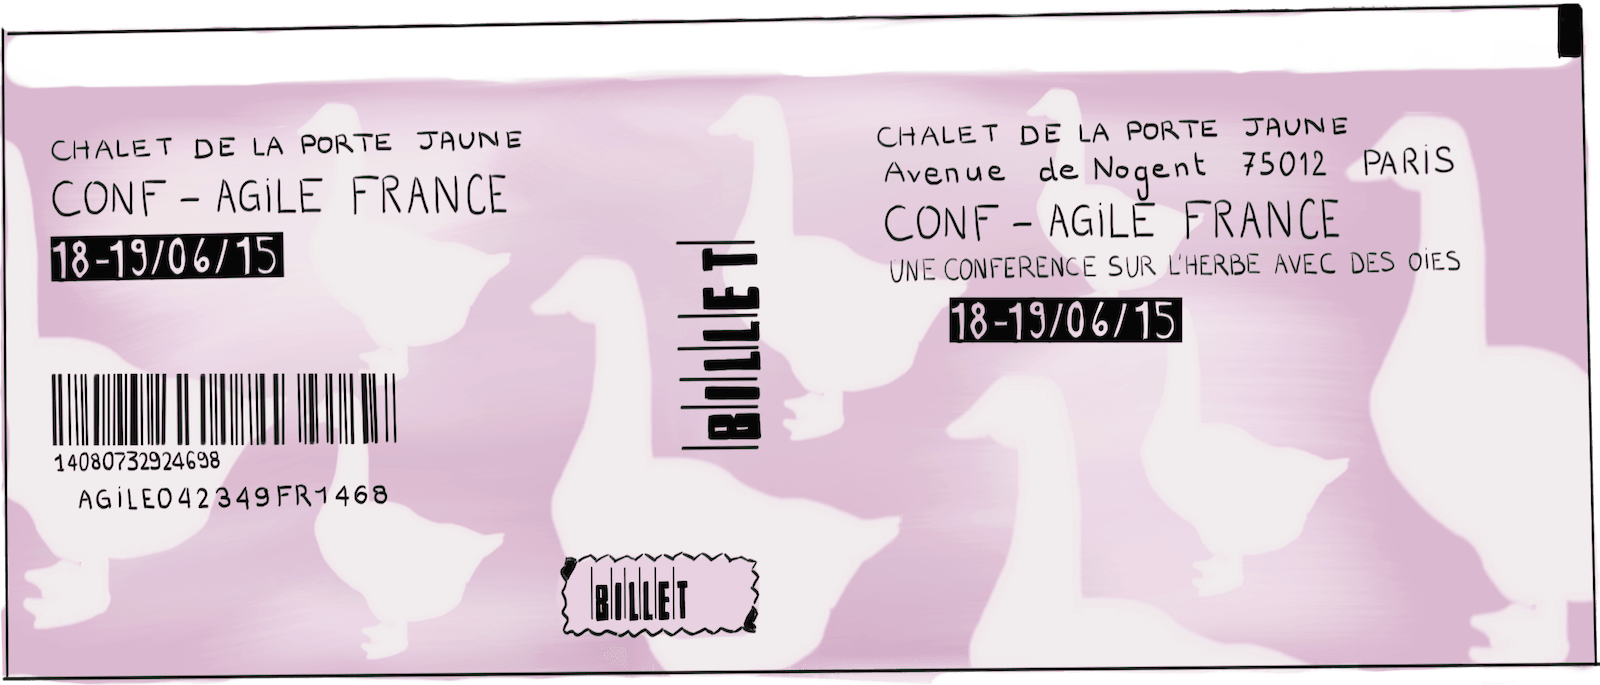 CHALET DE LA PORTE JAUNE
CONF - AGiLE FRANCE
18-19/06/15
14080732924698
AGiLE042349FR1468
BILLET
BILLET
CHALET DE LA PORTE JAUNE
Avenue de Nogent 75012 PARiS
CONF - AGiLE FRANCE
UNE CONFERENCE SUR L'HERBE AVEC DES OiES
18-19/06/15